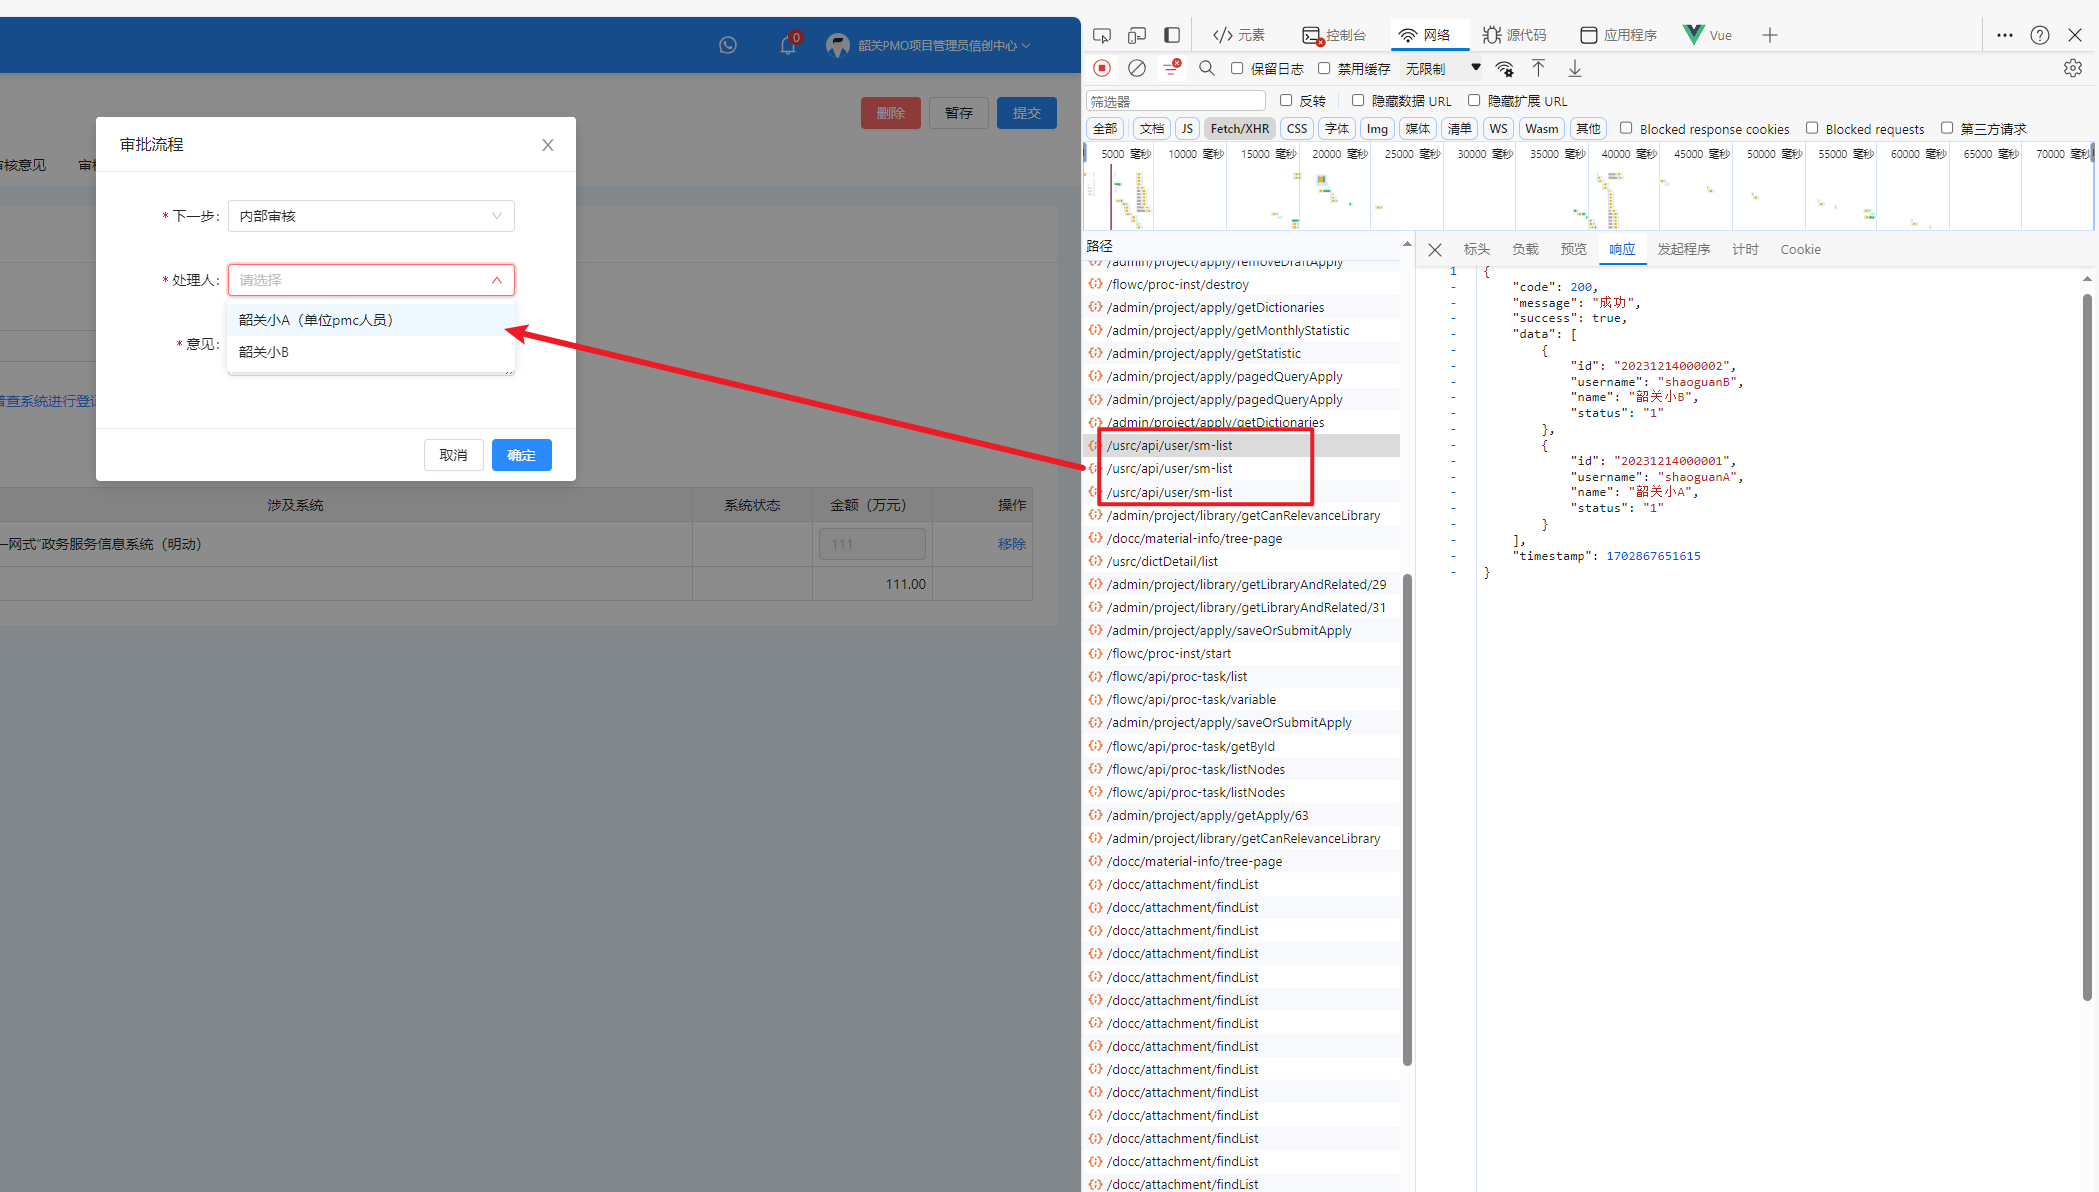 0
韶关PMO项目管理员信创中心
删除 暂存 提交
审批流程
审核意见
* 下一步：
内部审核
* 处理人：
请选择
韶关小A（单位pmc人员）
韶关小B
* 意见：
普查系统进行登记
取消 确定
涉及系统 系统状态 金额（万元） 操作
一网式”政务服务信息系统（明动） 111 移除
111.00
元素 控制台 网络 源代码 应用程序 Vue
保留日志 禁用缓存 无限制
筛选器 反转 隐藏数据 URL 隐藏扩展 URL
全部 文档 JS Fetch/XHR CSS 字体 Img 媒体 清单 WS Wasm 其他 Blocked response cookies Blocked requests 第三方请求
5000 毫秒 10000 毫秒 15000 毫秒 20000 毫秒 25000 毫秒 30000 毫秒 35000 毫秒 40000 毫秒 45000 毫秒 50000 毫秒 55000 毫秒 60000 毫秒 65000 毫秒 70000 毫秒
路径
/admin/project/apply/removeDraftApply
/flowc/proc-inst/destroy
/admin/project/apply/getDictionaries
/admin/project/apply/getMonthlyStatistic
/admin/project/apply/getStatistic
/admin/project/apply/pagedQueryApply
/admin/project/apply/pagedQueryApply
/admin/project/apply/getDictionaries
/usrc/api/user/sm-list
/usrc/api/user/sm-list
/usrc/api/user/sm-list
/admin/project/library/getCanRelevanceLibrary
/docc/material-info/tree-page
/usrc/dictDetail/list
/admin/project/library/getLibraryAndRelated/29
/admin/project/library/getLibraryAndRelated/31
/admin/project/apply/saveOrSubmitApply
/flowc/proc-inst/start
/flowc/api/proc-task/list
/flowc/api/proc-task/variable
/admin/project/apply/saveOrSubmitApply
/flowc/api/proc-task/getById
/flowc/api/proc-task/listNodes
/flowc/api/proc-task/listNodes
/admin/project/apply/getApply/63
/admin/project/library/getCanRelevanceLibrary
/docc/material-info/tree-page
/docc/attachment/findList
/docc/attachment/findList
/docc/attachment/findList
/docc/attachment/findList
/docc/attachment/findList
/docc/attachment/findList
/docc/attachment/findList
/docc/attachment/findList
/docc/attachment/findList
/docc/attachment/findList
/docc/attachment/findList
/docc/attachment/findList
/docc/attachment/findList
/docc/attachment/findList
标头 负载 预览 响应 发起程序 计时 Cookie
1 {
- "code": 200,
- "message": "成功",
- "success": true,
- "data": [
- {
- "id": "20231214000002",
- "username": "shaoguanB",
- "name": "韶关小B",
- "status": "1"
- },
- {
- "id": "20231214000001",
- "username": "shaoguanA",
- "name": "韶关小A",
- "status": "1"
- }
- ],
- "timestamp": 1702867651615
- }